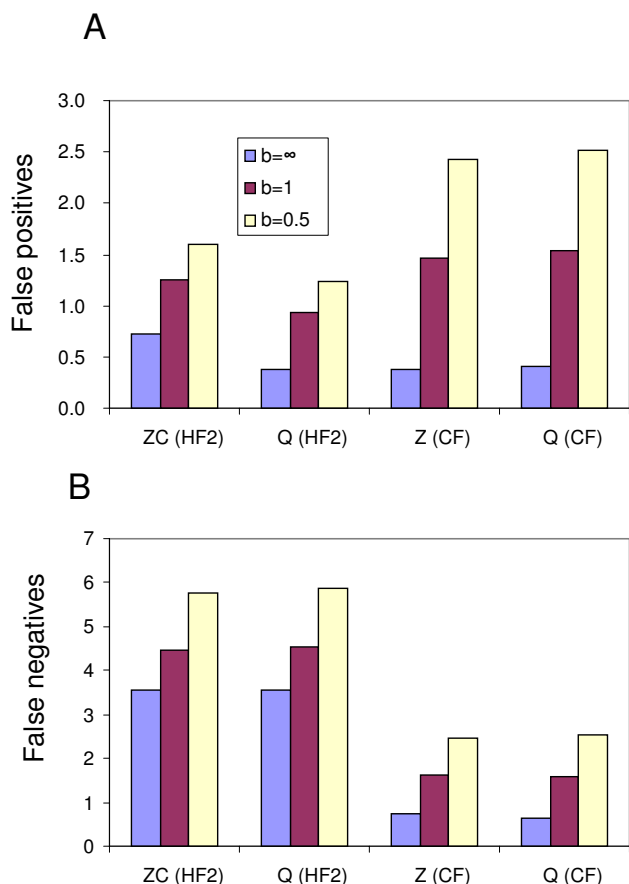 A
3.0
2.5
2.0
1.5
1.0
0.5
0.0
False positives
b=∞
b=1
b=0.5
ZC (HF2) Q (HF2) Z (CF) Q (CF)
B
7
6
5
4
3
2
1
0
False negatives
ZC (HF2) Q (HF2) Z (CF) Q (CF)